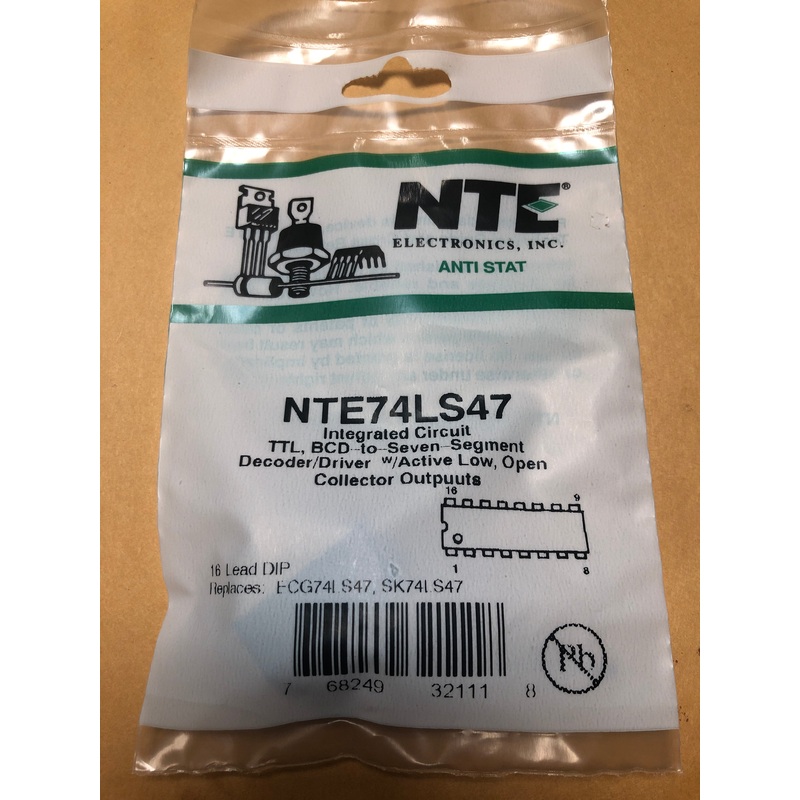 NTE®
ELECTRONICS, INC.
ANTI STAT
NTE74LS47
Integrated Circuit
TTL, BCD-to-Seven-Segment
Decoder/Driver w/Active Low, Open
Collector Outpuuts
16 9
1 8
16 Lead DIP
Replaces: ECG74LS47, SK74LS47
7 68249 32111 8
Pb